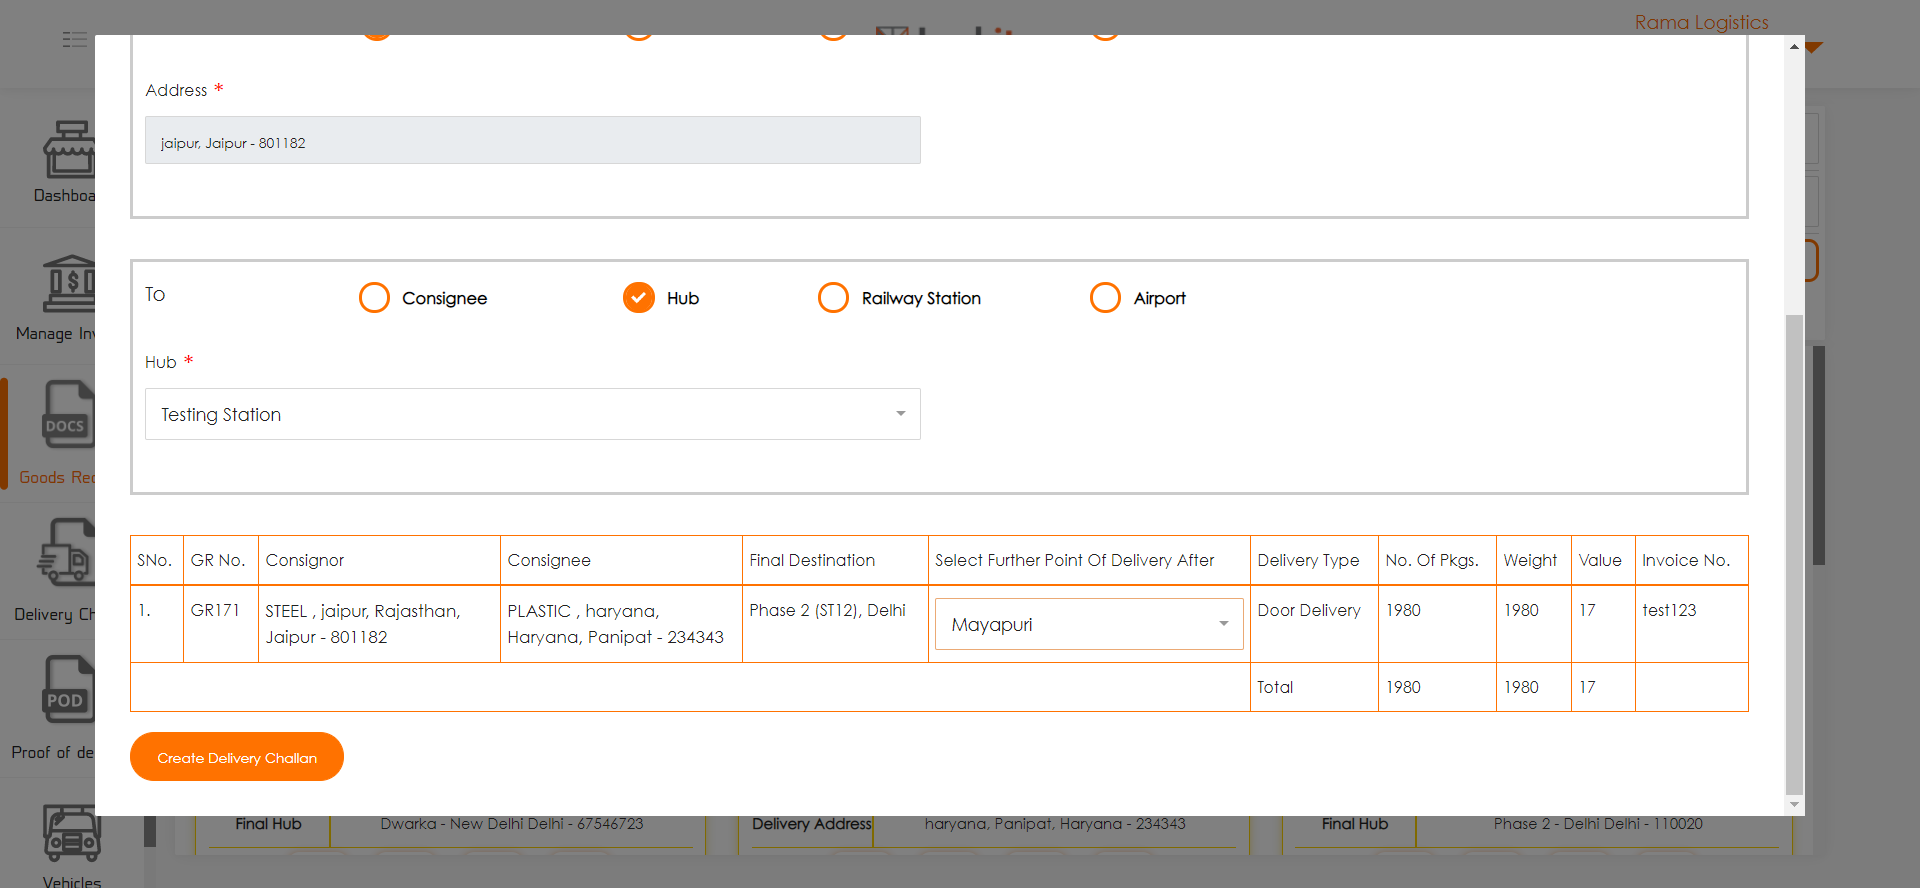 Rama Logistics
Address *
jaipur, Jaipur - 801182
To
Consignee
Hub
Railway Station
Airport
Hub *
Testing Station
SNo. GR No. Consignor Consignee Final Destination Select Further Point Of Delivery After Delivery Type No. Of Pkgs. Weight Value Invoice No.
1. GR171 STEEL , jaipur, Rajasthan, Jaipur - 801182 PLASTIC , haryana, Haryana, Panipat - 234343 Phase 2 (ST12), Delhi Mayapuri Door Delivery 1980 1980 17 test123
Total 1980 1980 17
Create Delivery Challan
Dashboa
Manage Inv
DOCS
Goods Rec
Delivery Ch
POD
Proof of de
Vehicles
Final Hub Dwarka - New Delhi Delhi - 67546723
Delivery Address haryana, Panipat, Haryana - 234343
Final Hub Phase 2 - Delhi Delhi - 110020